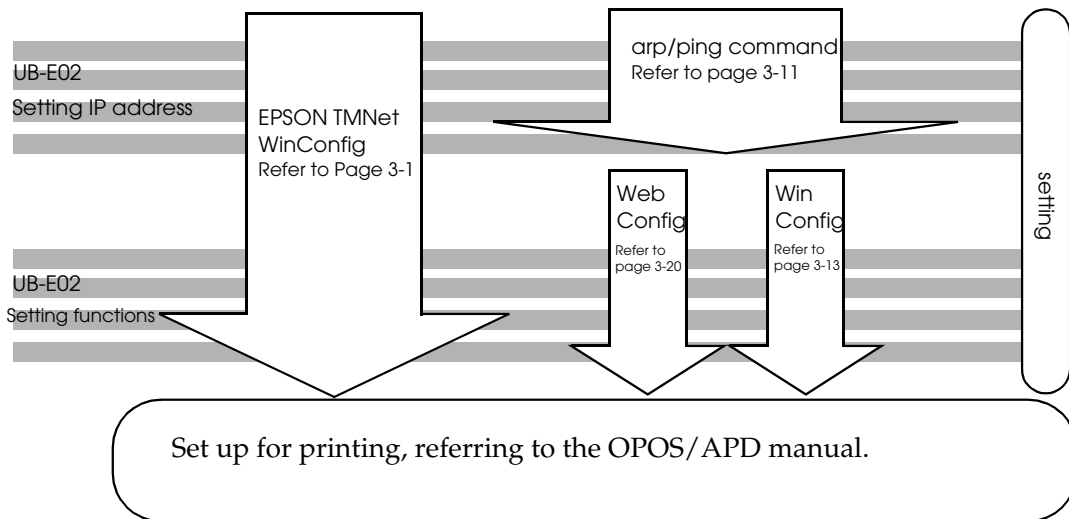 UB-E02
Setting IP address
EPSON TMNet
WinConfig
Refer to Page 3-1
arp/ping command
Refer to page 3-11
Web
Config
Refer to
page 3-20
Win
Config
Refer to
page 3-13
UB-E02
Setting functions
setting
Set up for printing, referring to the OPOS/APD manual.